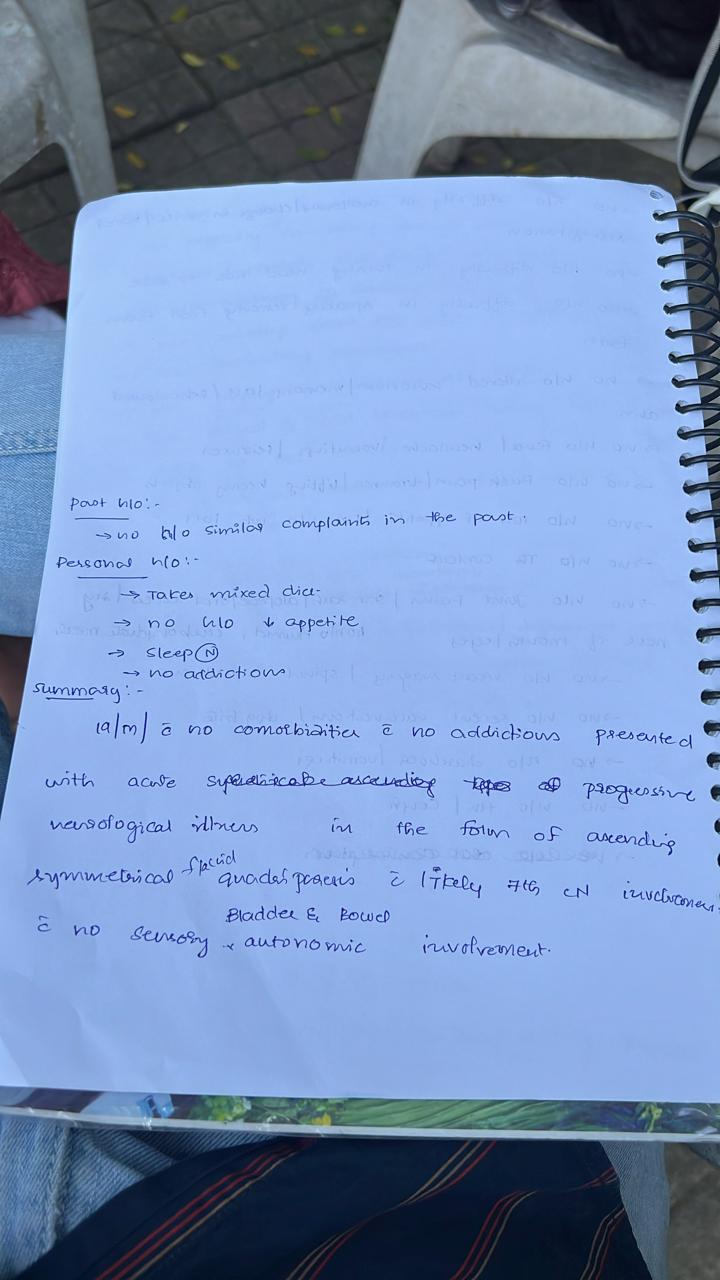 Past h/o:-
→ no h/o similar complaints in the past.
Personal h/o:-
→ Takes mixed diet
→ no h/o ↓ appetite
→ Sleep Ⓝ
→ no addictions
Summary:-
19/m/ c̄ no comorbidities c̄ no addictions presented
with acute progressive
neurological illness in the form of ascending
symmetrical flaccid quadriparesis c̄ likely 7th CN involvement
Bladder & Bowel
c̄ no sensory, autonomic involvement.